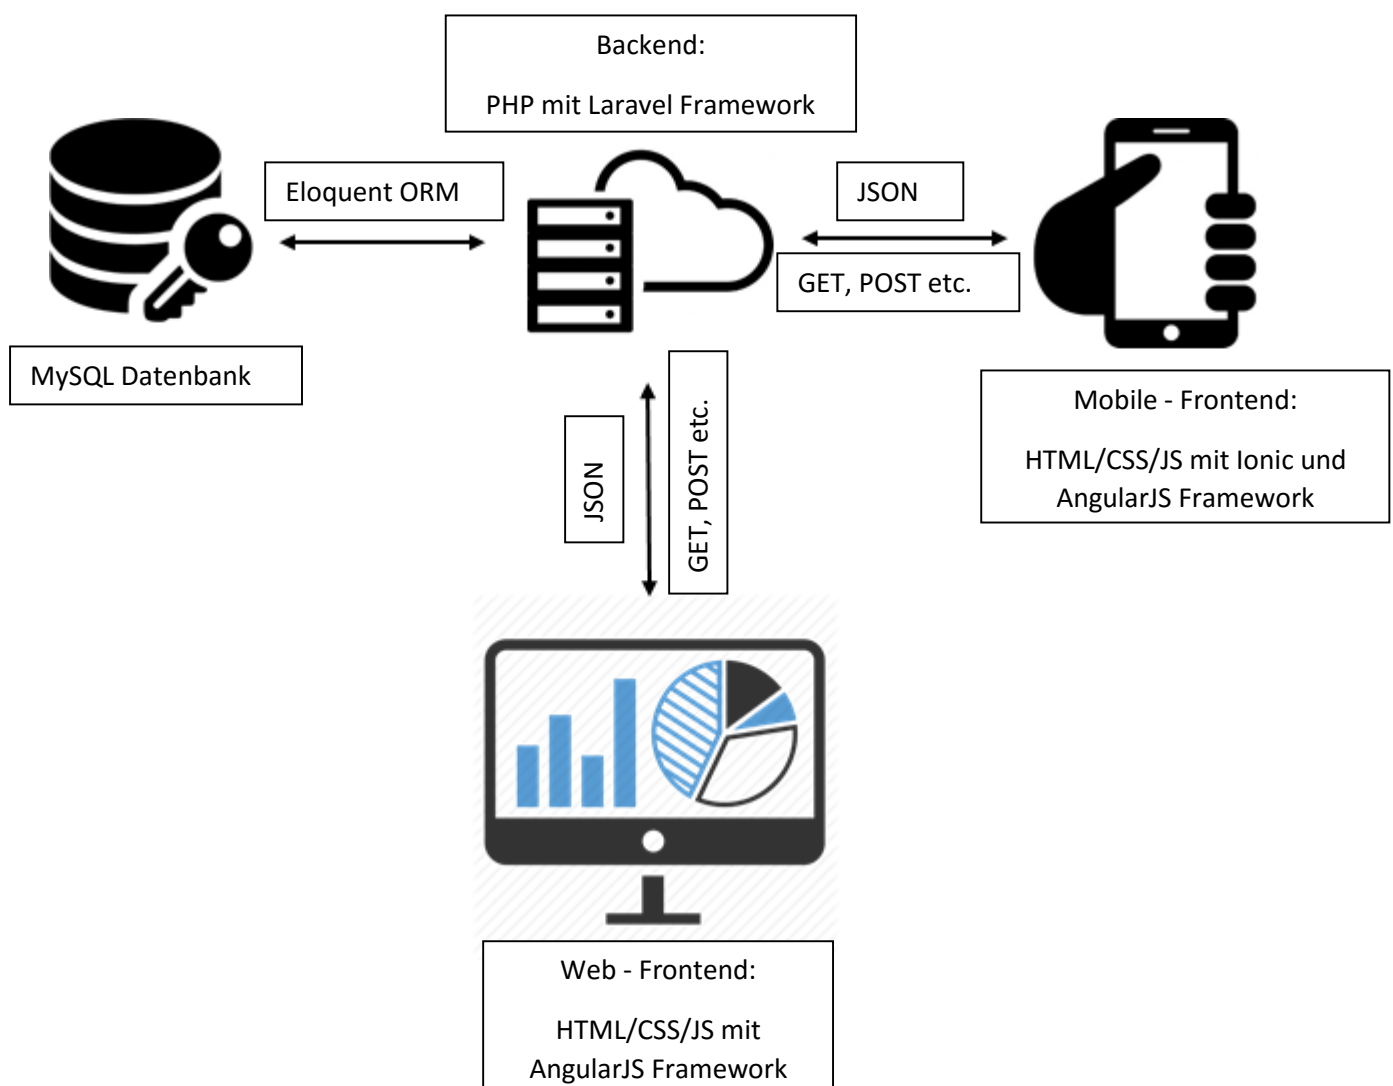 Backend:
PHP mit Laravel Framework
Eloquent ORM
JSON
GET, POST etc.
MySQL Datenbank
Mobile - Frontend:
HTML/CSS/JS mit Ionic und
AngularJS Framework
JSON
GET, POST etc.
Web - Frontend:
HTML/CSS/JS mit
AngularJS Framework